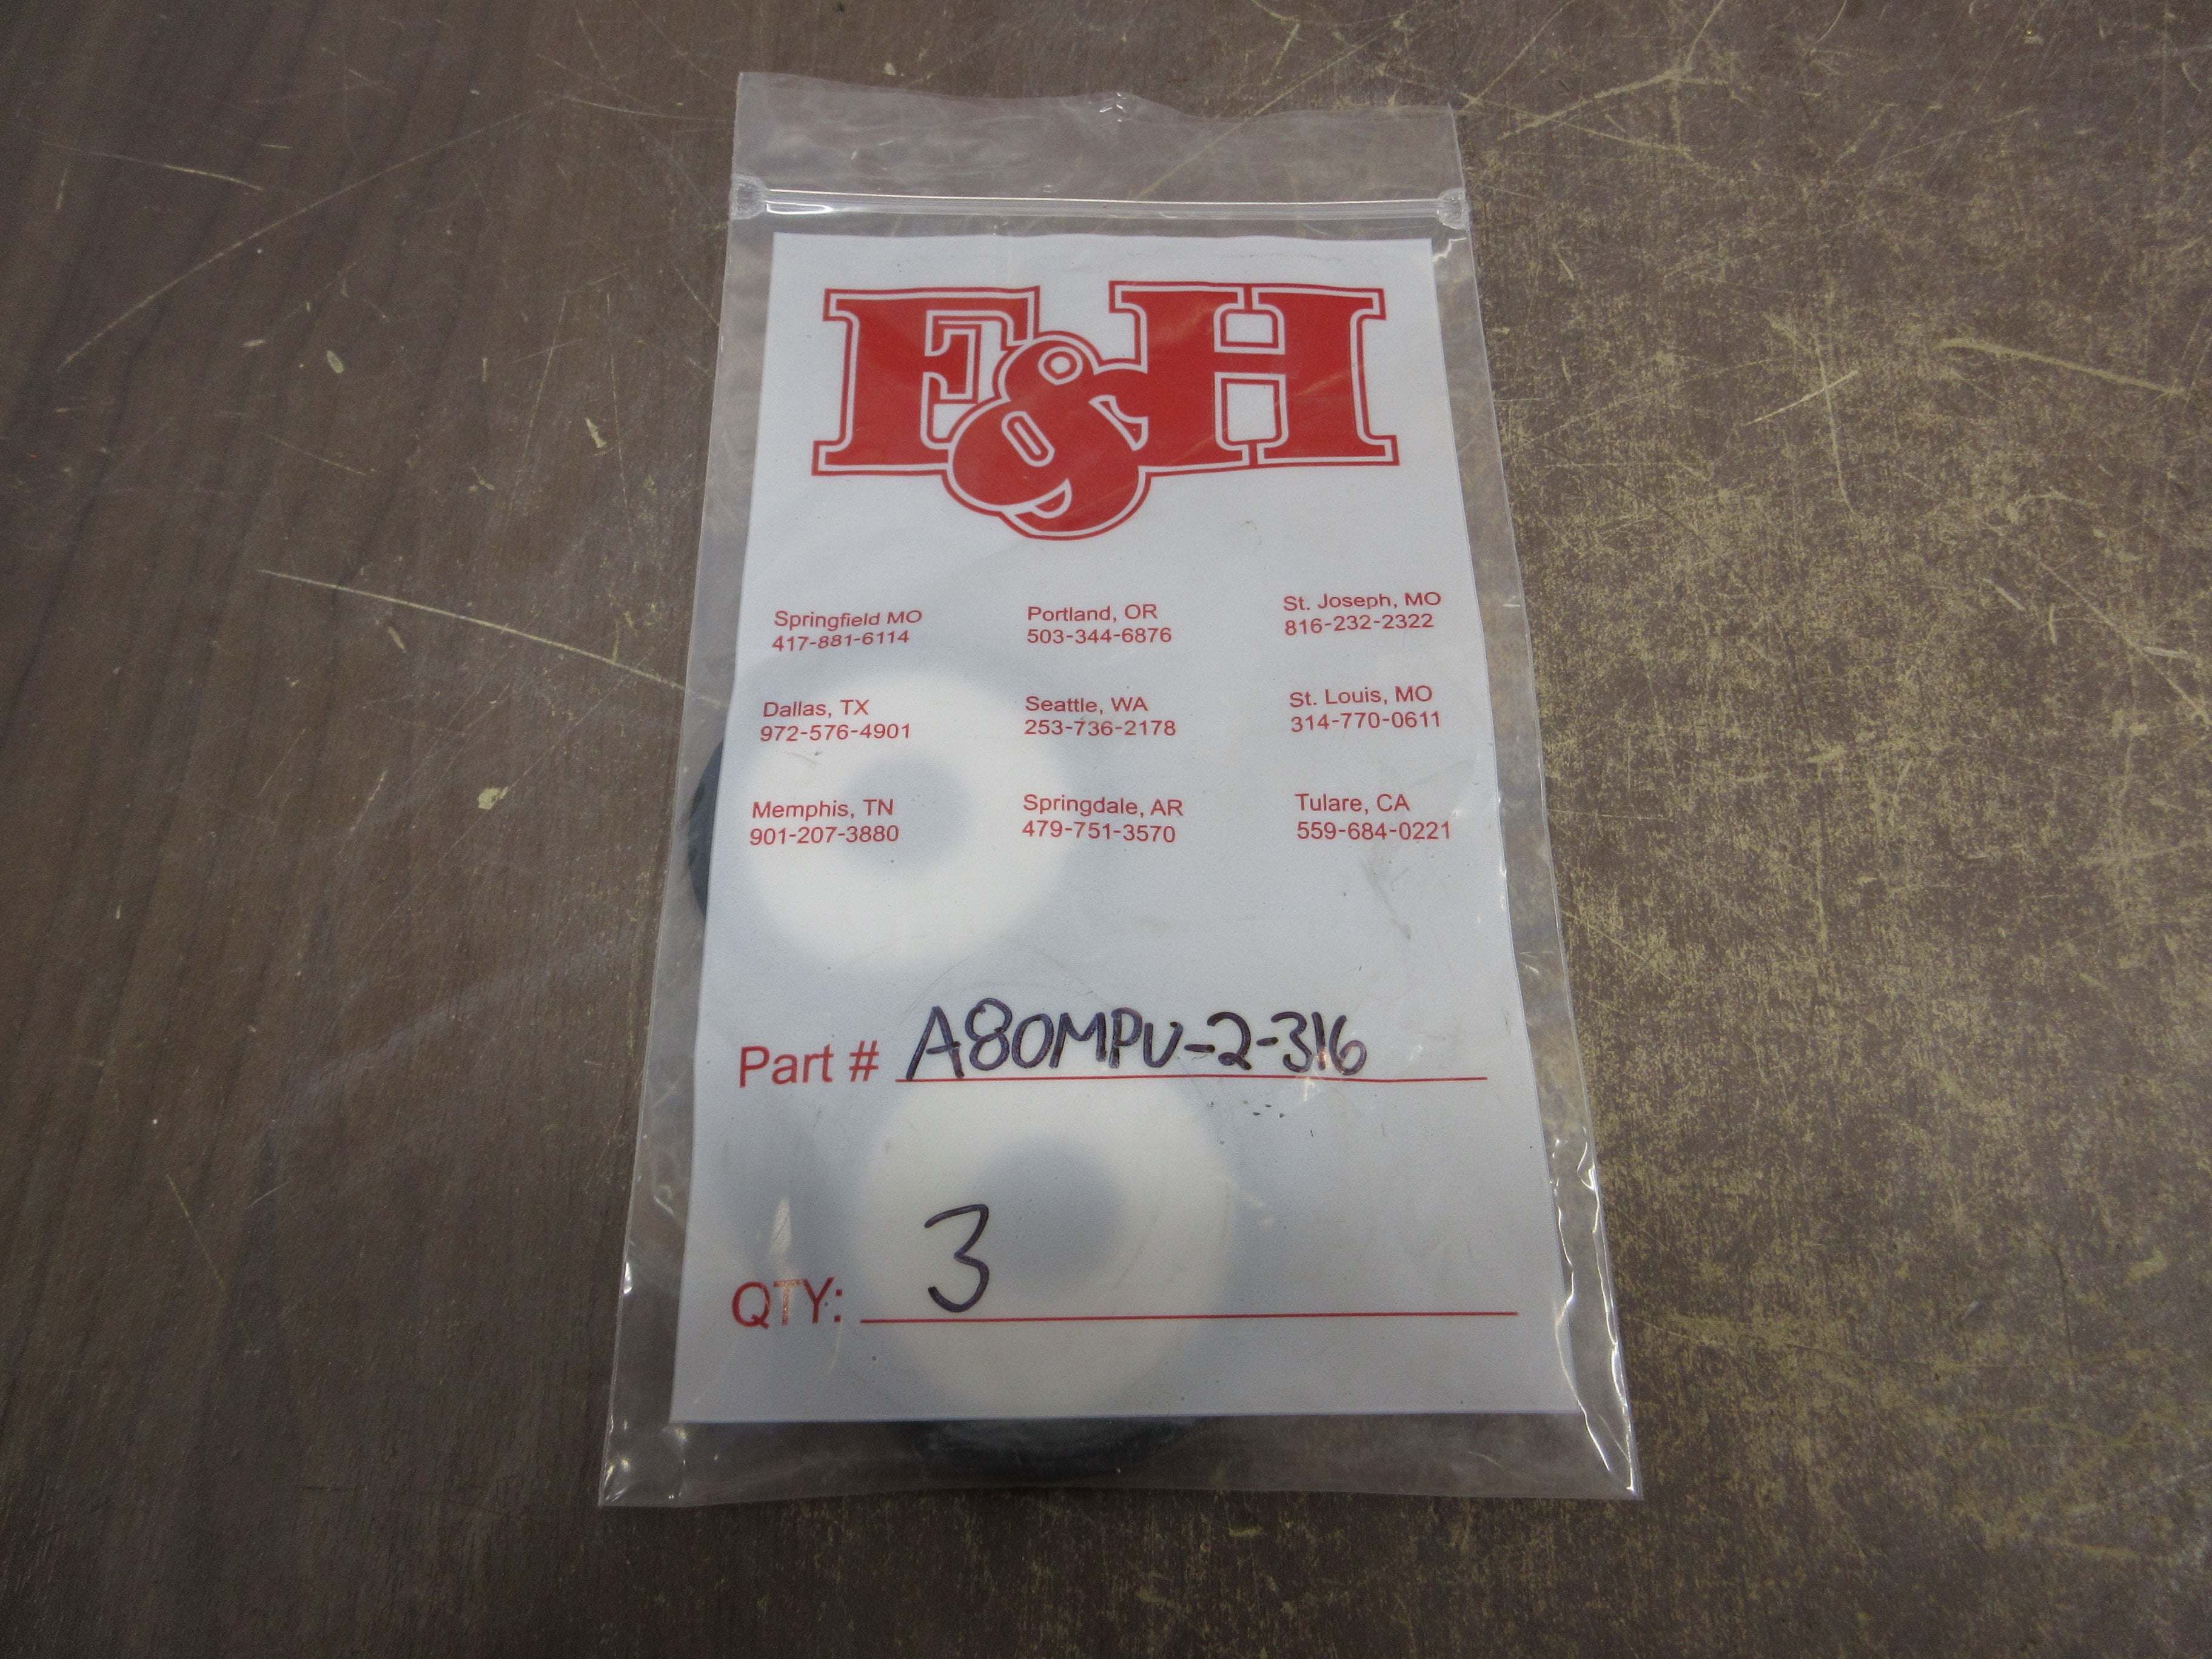 F&H
Springfield MO
417-881-6114
Portland, OR
503-344-6876
St. Joseph, MO
816-232-2322
Dallas, TX
972-576-4901
Seattle, WA
253-736-2178
St. Louis, MO
314-770-0611
Memphis, TN
901-207-3880
Springdale, AR
479-751-3570
Tulare, CA
559-684-0221
Part # A80MPU-2-316
QTY: 3